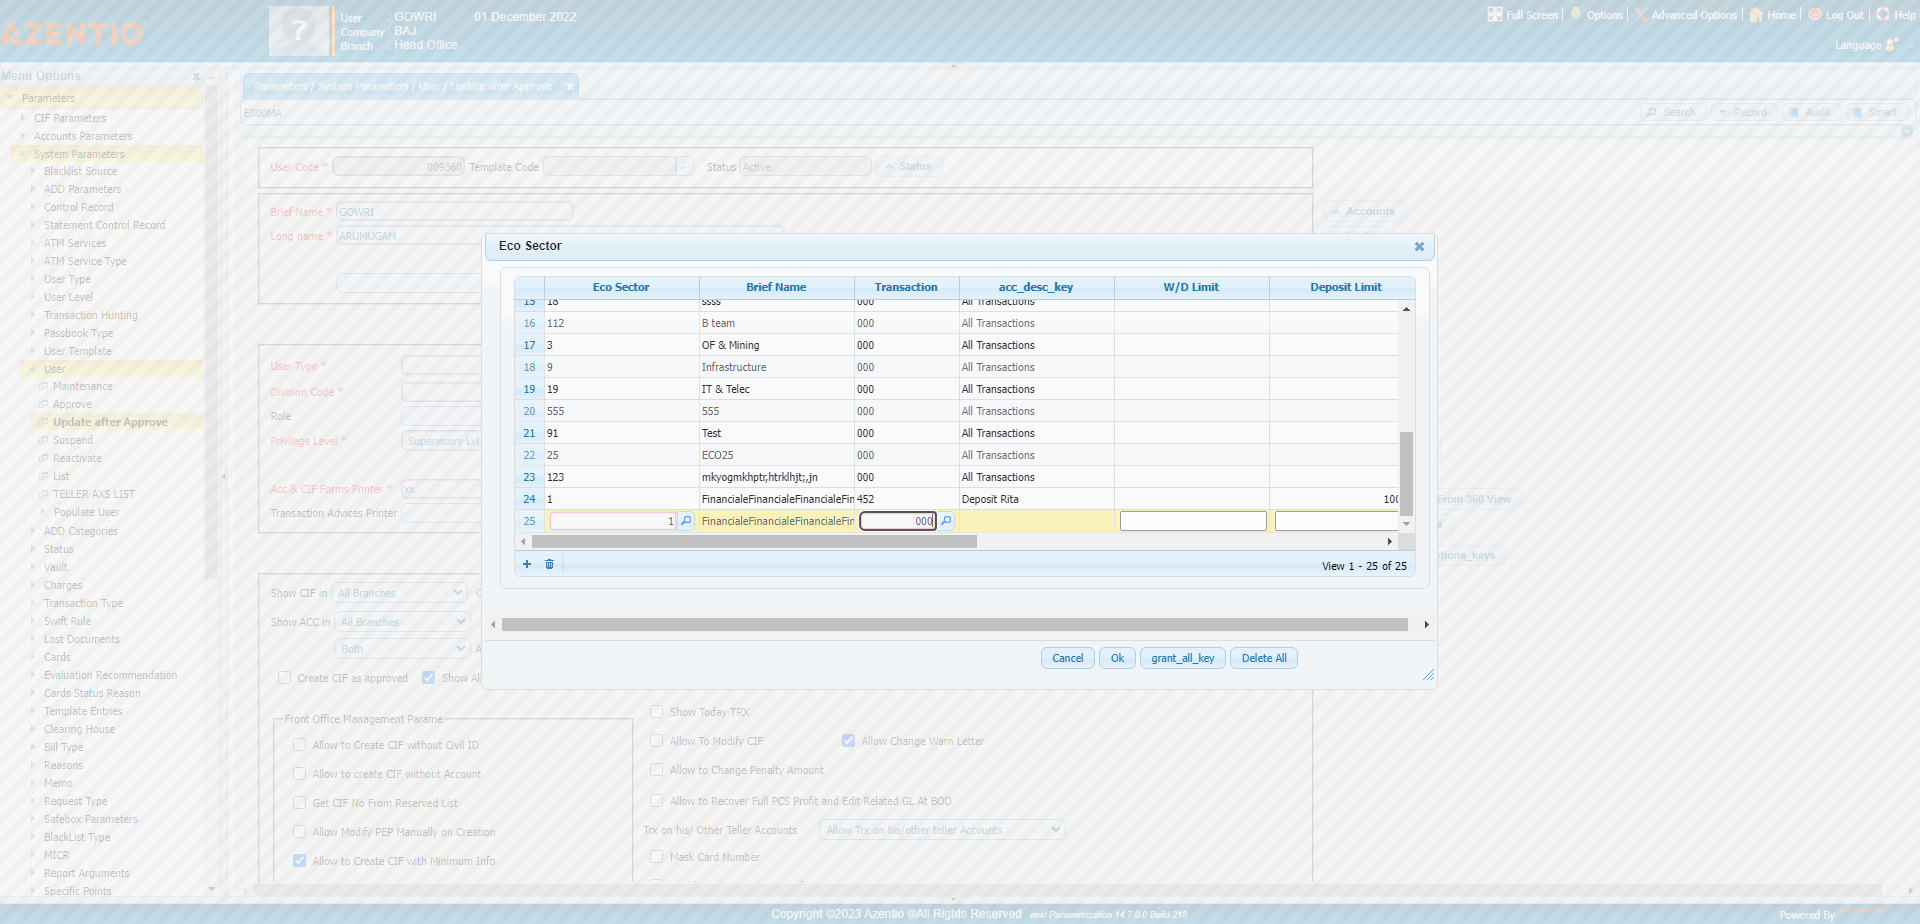 AZENTIO
?
User : GOWRI 01 December 2022
Company : BAJ
Branch : Head Office
Full Screen Options Advanced Options Home Log Out Help
Language
Menu Options
Parameters
CIF Parameters
Accounts Parameters
System Parameters
Blacklist Source
ADD Parameters
Control Record
Statement Control Record
ATM Services
ATM Service Type
User Type
User Level
Transaction Hunting
Passbook Type
User Template
User
Maintenance
Approve
Update after Approve
Suspend
Reactivate
List
TELLER AXS LIST
Populate User
ADD Categories
Status
Vault
Charges
Transaction Type
Swift Rule
Lost Documents
Cards
Evaluation Recommendation
Cards Status Reason
Template Entries
Clearing House
Bill Type
Reasons
Memo
Request Type
Safebox Parameters
BlackList Type
MICR
Report Arguments
Specific Points
Parameters / System Parameters / User / Update after Approve
E000MA
Search Record Audit Smart
User Code * 009360 Template Code Status Active Status
Brief Name * GOWRI
Accounts
Long name * ARUMUGAM
User Type *
Division Code *
Role
Privilege Level * Supervisory Lvl
Acc & CIF Forms Printer * xx
Transaction Advices Printer
From 360 View
tions_keys
Show CIF in All Branches
Show ACC in All Branches
Both
Create CIF as approved Show All
Front Office Management Parame
Allow to Create CIF without Civil ID
Allow to create CIF without Account
Get CIF No From Reserved List
Allow Modify PEP Manually on Creation
Allow to Create CIF with Minimum Info
Show Today TRX
Allow To Modify CIF Allow Change Warn Letter
Allow to Change Penalty Amount
Allow to Recover Full PCS Profit and Edit Related GL At BOD
Trx on his/ Other Teller Accounts Allow Trx on his/other teller Accounts
Mask Card Number
Eco Sector
Eco Sector Brief Name Transaction acc_desc_key W/D Limit Deposit Limit
15 18 ssss 000 All Transactions
16 112 B team 000 All Transactions
17 3 OF & Mining 000 All Transactions
18 9 Infrastructure 000 All Transactions
19 19 IT & Telec 000 All Transactions
20 555 555 000 All Transactions
21 91 Test 000 All Transactions
22 25 ECO25 000 All Transactions
23 123 mkyogmkhptr,htrklhjt;,jn 000 All Transactions
24 1 FinancialeFinancialeFinancialeFin 452 Deposit Rita 100
25 1 FinancialeFinancialeFinancialeFin 000
View 1 - 25 of 25
Cancel Ok grant_all_key Delete All
Copyright ©2023 Azentio ®All Rights Reserved imal Parametrization 14.7.0.0 Build 218
Powered By